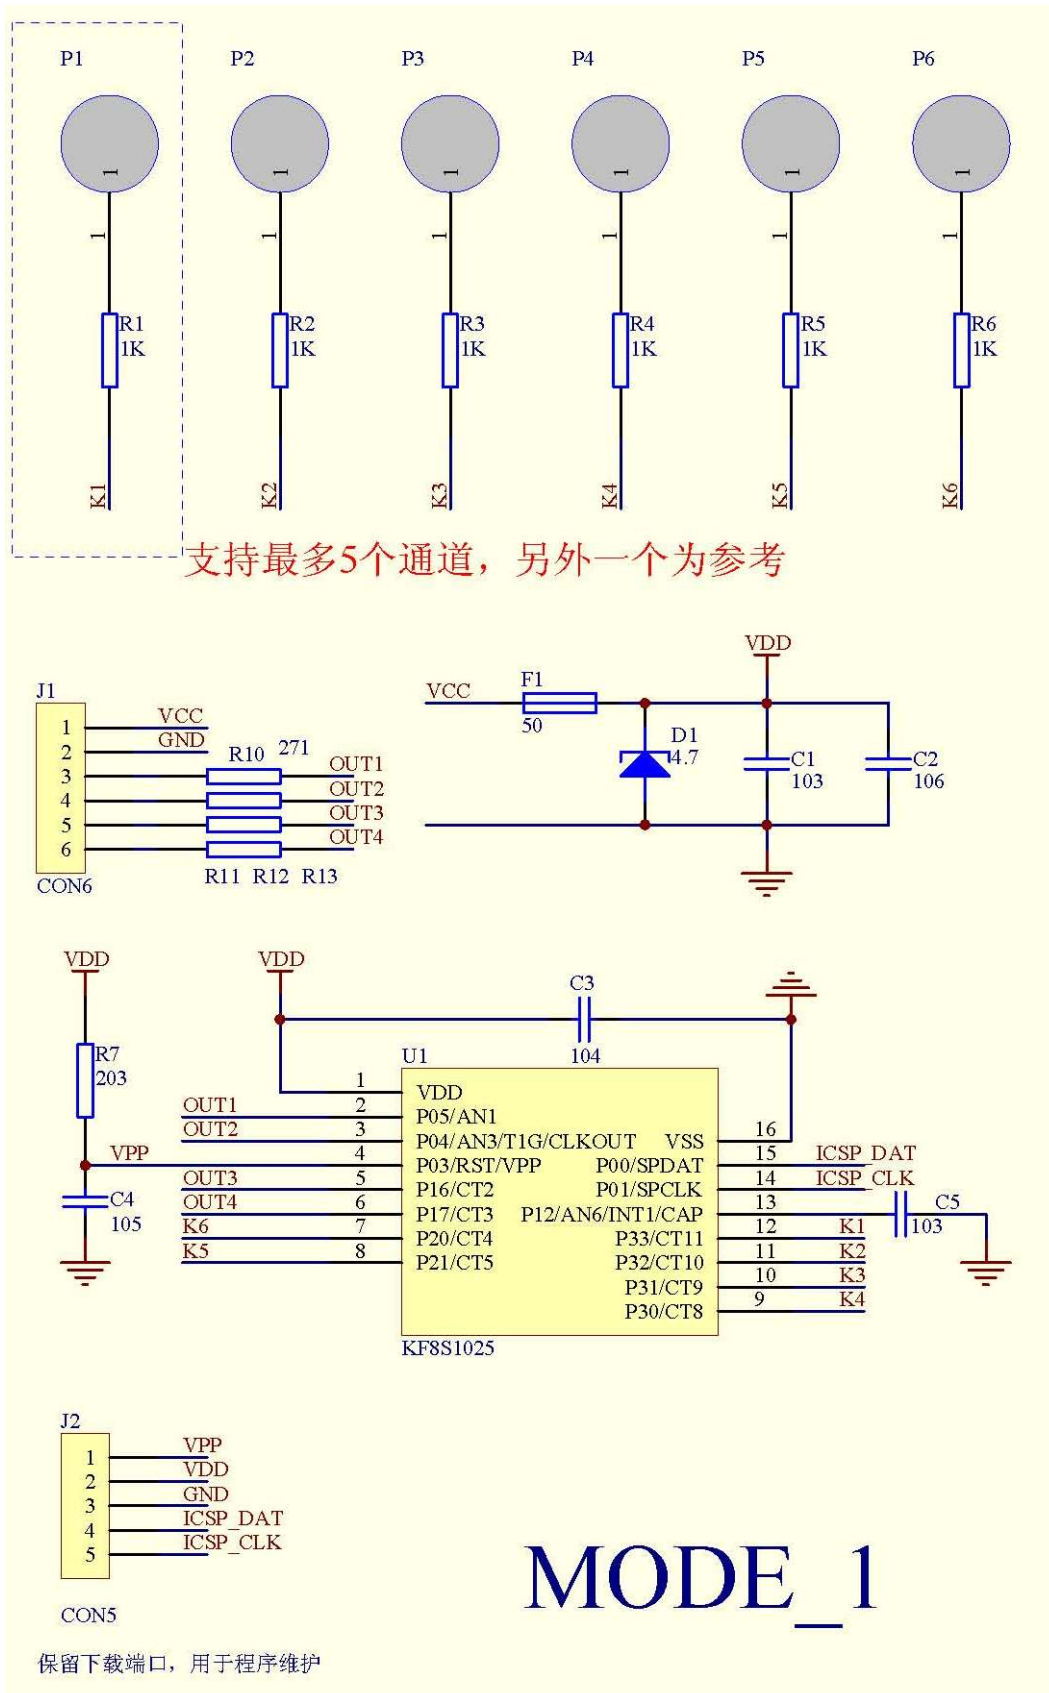 P1 P2 P3 P4 P5 P6
1 1 1 1 1 1
1 1 1 1 1 1
R1 R2 R3 R4 R5 R6
1K 1K 1K 1K 1K 1K
K1 K2 K3 K4 K5 K6
支持最多5个通道，另外一个为参考
J1
1 VCC
2 GND
R10 271
3 OUT1
4 OUT2
5 OUT3
6 OUT4
R11 R12 R13
CON6
VDD
VCC F1
50
D1
4.7
C1
103
C2
106
VDD
R7
203
VPP
C4
105
VDD
C3
104
U1
1 VDD
OUT1 2 P05/AN1
OUT2 3 P04/AN3/T1G/CLKOUT
4 P03/RST/VPP
OUT3 5 P16/CT2
OUT4 6 P17/CT3
K6 7 P20/CT4
K5 8 P21/CT5
VSS 16
P00/SPDAT 15 ICSP_DAT
P01/SPCLK 14 ICSP_CLK
P12/AN6/INT1/CAP 13
C5
103
P33/CT11 12 K1
P32/CT10 11 K2
P31/CT9 10 K3
P30/CT8 9 K4
KF8S1025
J2
1 VPP
2 VDD
3 GND
4 ICSP_DAT
5 ICSP_CLK
CON5
MODE_1
保留下载端口，用于程序维护